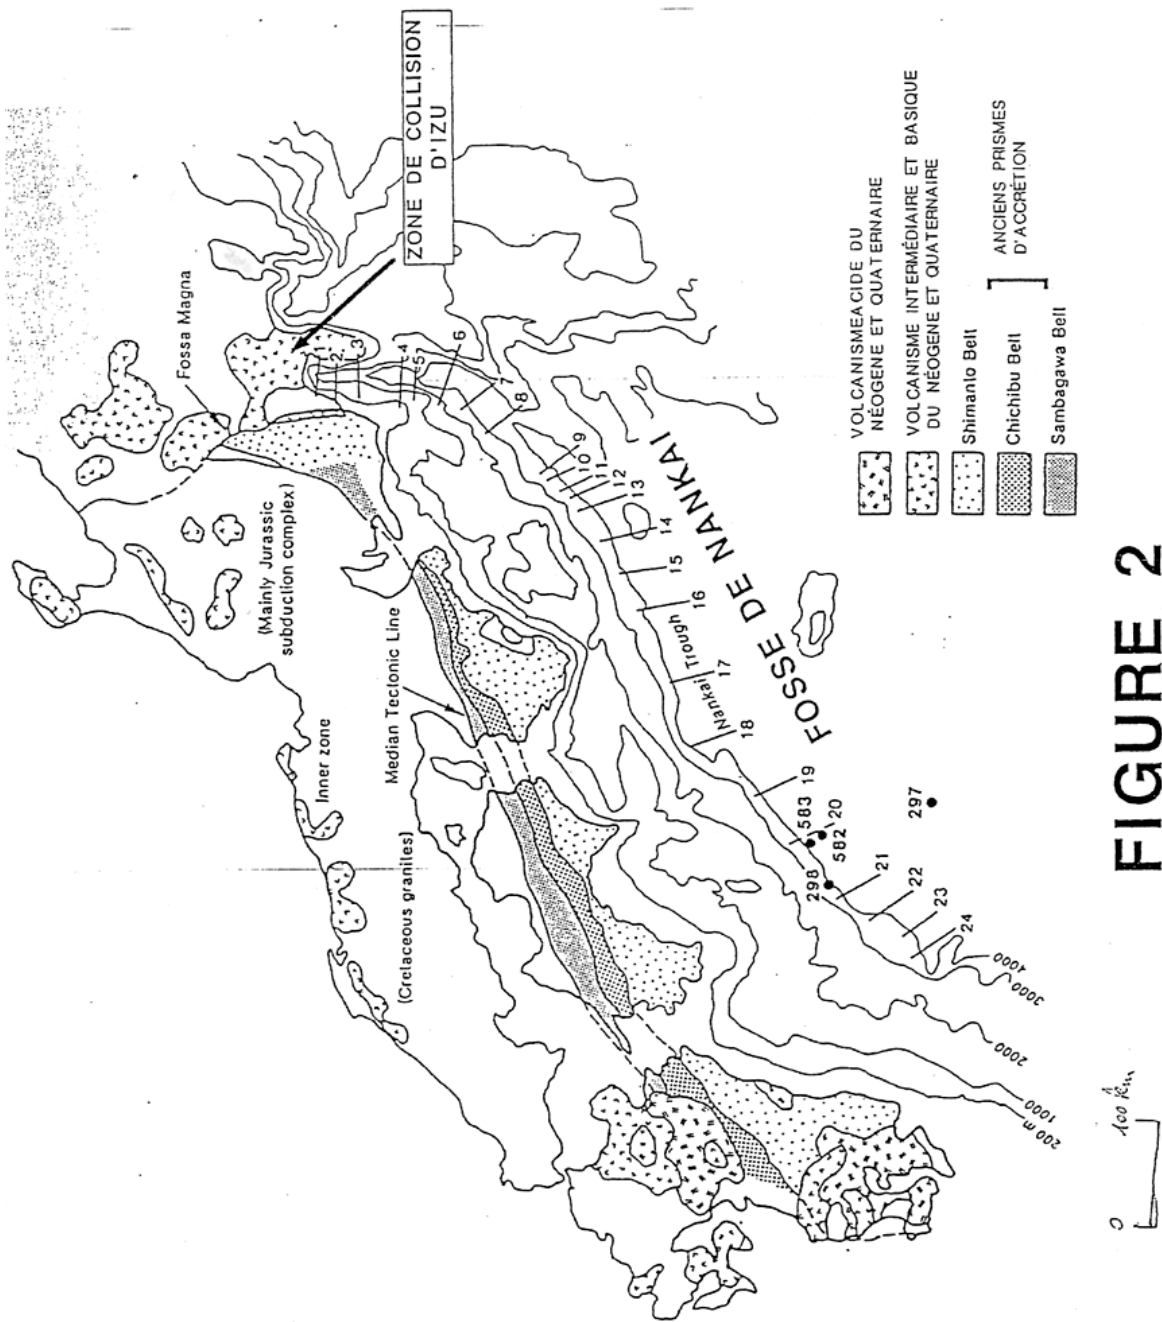 ZONE DE COLLISION
D'IZU
Fossa Magna
(Mainly Jurassic
subduction complex)
Median Tectonic Line
Inner zone
(Cretaceous granites)
2
3
4
5
6
7
8
9
10
11
12
13
14
15
16
17
18
19
20
21
22
23
24
Nankai Trough
FOSSE DE NANKAI
583
582
298
297
4000
3000
2000
1000
200 m
VOLCANISMEACIDE DU
NÉOGENE ET QUATERNAIRE
VOLCANISME INTERMÉDIAIRE ET BASIQUE
DU NÉOGENE ET QUATERNAIRE
Shimanto Belt
Chichibu Belt
Sambagawa Belt
ANCIENS PRISMES
D'ACCRÉTION
0
100 km
FIGURE 2